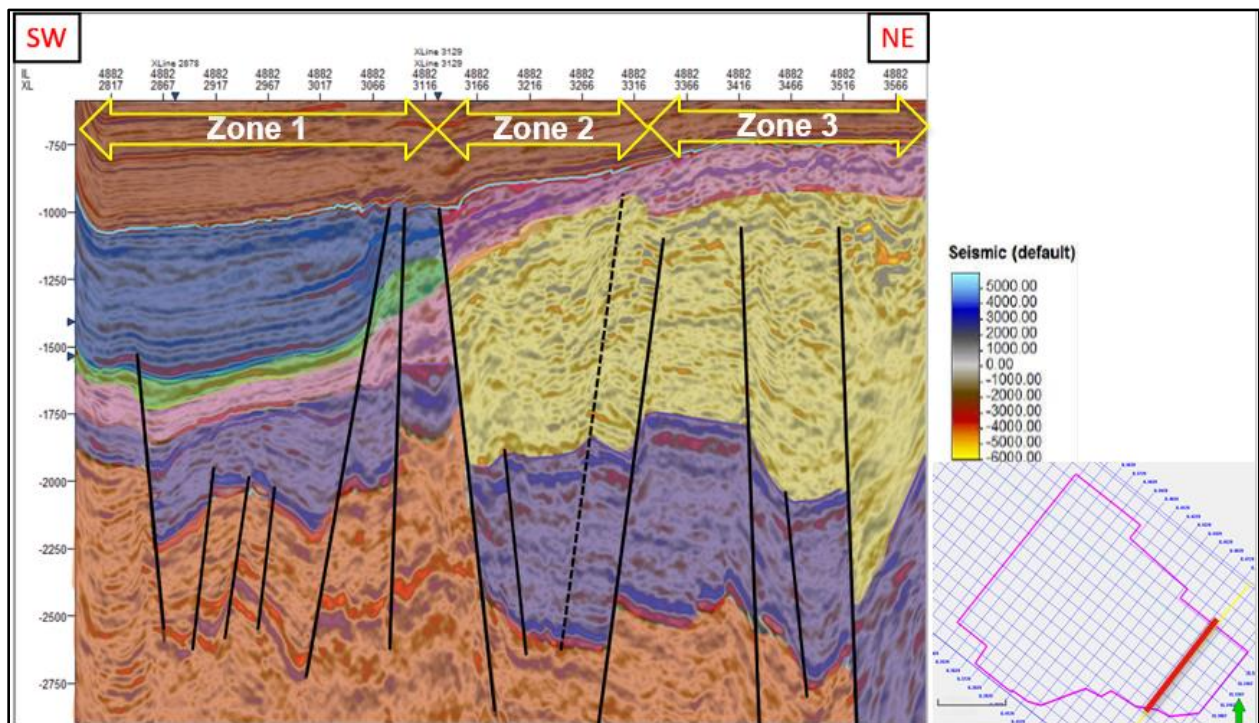 SW
NE
XLine 3129
XLine 2878 XLine 3129
IL 4882 4882 4882 4882 4882 4882 4882 4882 4882 4882 4882 4882 4882 4882 4882 4882
XL 2817 2867 2917 2967 3017 3066 3116 3166 3216 3266 3316 3366 3416 3466 3516 3566
Zone 1 Zone 2 Zone 3
-750
-1000
-1250
-1500
-1750
-2000
-2250
-2500
-2750
Seismic (default)
5000.00
4000.00
3000.00
2000.00
1000.00
0.00
-1000.00
-2000.00
-3000.00
-4000.00
-5000.00
-6000.00